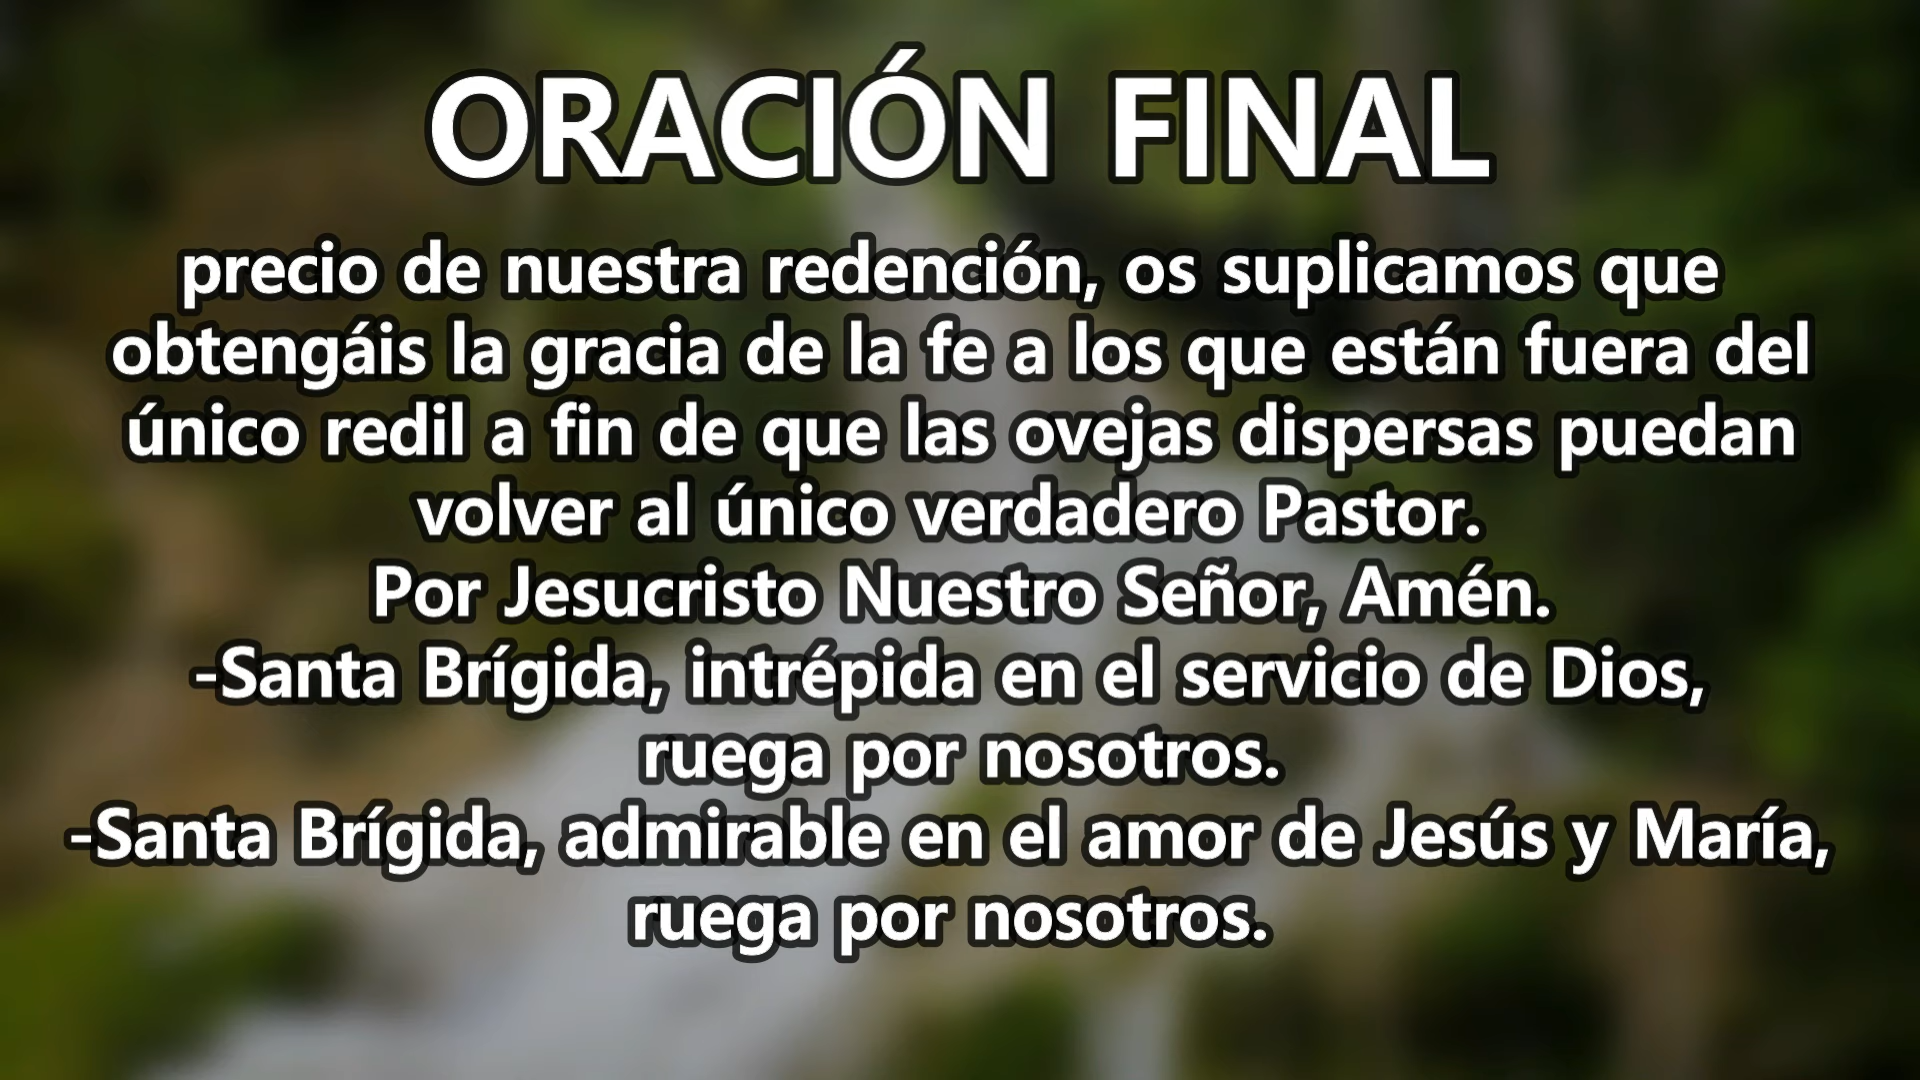 ORACIÓN FINAL
precio de nuestra redención, os suplicamos que
obtengáis la gracia de la fe a los que están fuera del
único redil a fin de que las ovejas dispersas puedan
volver al único verdadero Pastor.
Por Jesucristo Nuestro Señor, Amén.
-Santa Brígida, intrépida en el servicio de Dios,
ruega por nosotros.
-Santa Brígida, admirable en el amor de Jesús y María,
ruega por nosotros.